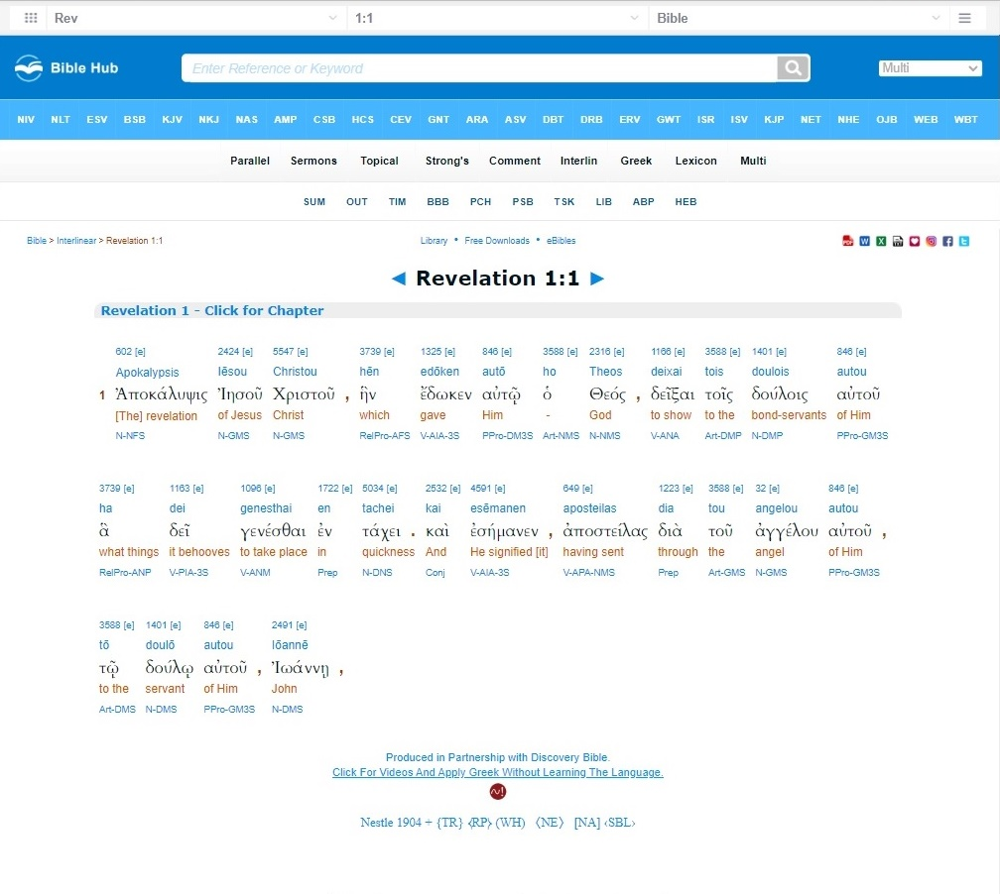 Rev 1:1 Bible
Bible Hub Enter Reference or Keyword Multi
NIV NLT ESV BSB KJV NKJ NAS AMP CSB HCS CEV GNT ARA ASV DBT DRB ERV GWT ISR ISV KJP NET NHE OJB WEB WBT
Parallel Sermons Topical Strong's Comment Interlin Greek Lexicon Multi
SUM OUT TIM BBB PCH PSB TSK LIB ABP HEB
Bible > Interlinear > Revelation 1:1 Library • Free Downloads • eBibles
◄ Revelation 1:1 ►
Revelation 1 - Click for Chapter
602 [e] 2424 [e] 5547 [e] 3739 [e] 1325 [e] 846 [e] 3588 [e] 2316 [e] 1166 [e] 3588 [e] 1401 [e] 846 [e]
Apokalypsis Iēsou Christou hēn edōken autō ho Theos deixai tois doulois autou
1 Ἀποκάλυψις Ἰησοῦ Χριστοῦ , ἣν ἔδωκεν αὐτῷ ὁ Θεός , δεῖξαι τοῖς δούλοις αὐτοῦ
[The] revelation of Jesus Christ which gave Him - God to show to the bond-servants of Him
N-NFS N-GMS N-GMS RelPro-AFS V-AIA-3S PPro-DM3S Art-NMS N-NMS V-ANA Art-DMP N-DMP PPro-GM3S
3739 [e] 1163 [e] 1096 [e] 1722 [e] 5034 [e] 2532 [e] 4591 [e] 649 [e] 1223 [e] 3588 [e] 32 [e] 846 [e]
ha dei genesthai en tachei kai esēmanen aposteilas dia tou angelou autou
ἃ δεῖ γενέσθαι ἐν τάχει . καὶ ἐσήμανεν , ἀποστείλας διὰ τοῦ ἀγγέλου αὐτοῦ ,
what things it behooves to take place in quickness And He signified [it] having sent through the angel of Him
RelPro-ANP V-PIA-3S V-ANM Prep N-DNS Conj V-AIA-3S V-APA-NMS Prep Art-GMS N-GMS PPro-GM3S
3588 [e] 1401 [e] 846 [e] 2491 [e]
tō doulō autou Iōannē
τῷ δούλῳ αὐτοῦ , Ἰωάννῃ ,
to the servant of Him John
Art-DMS N-DMS PPro-GM3S N-DMS
Produced in Partnership with Discovery Bible.
Click For Videos And Apply Greek Without Learning The Language.
Nestle 1904 + {TR} ⧼RP⧽ (WH) 〈NE〉 [NA] ‹SBL›